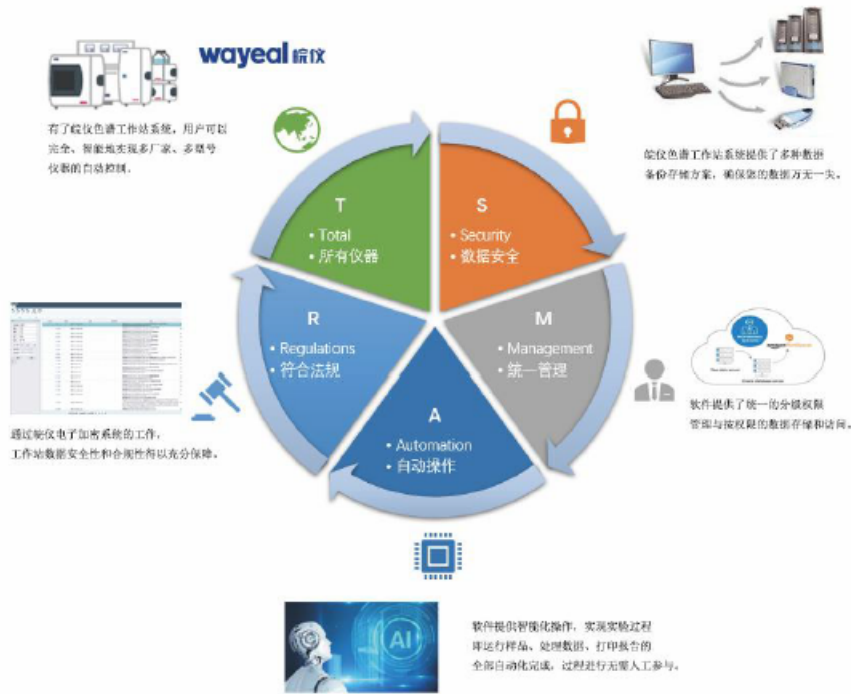 wayeal 皖仪
有了皖仪色谱工作站系统，用户可以
完全、智能地实现多厂家、多型号
仪器的自动控制。
皖仪色谱工作站系统提供了多种数据
备份存储方案，确保您的数据万无一失。
T
• Total
• 所有仪器
S
• Security
• 数据安全
R
• Regulations
• 符合法规
M
• Management
• 统一管理
A
• Automation
• 自动操作
通过皖仪电子加密系统的工作，
工作站数据安全性和合规性得以充分保障。
软件提供了统一的分级权限
管理与按权限的数据存储和访问。
AI
软件提供智能化操作，实现实验过程
即运行样品、处理数据、打印报告的
全部自动化完成，过程进行无需人工参与。